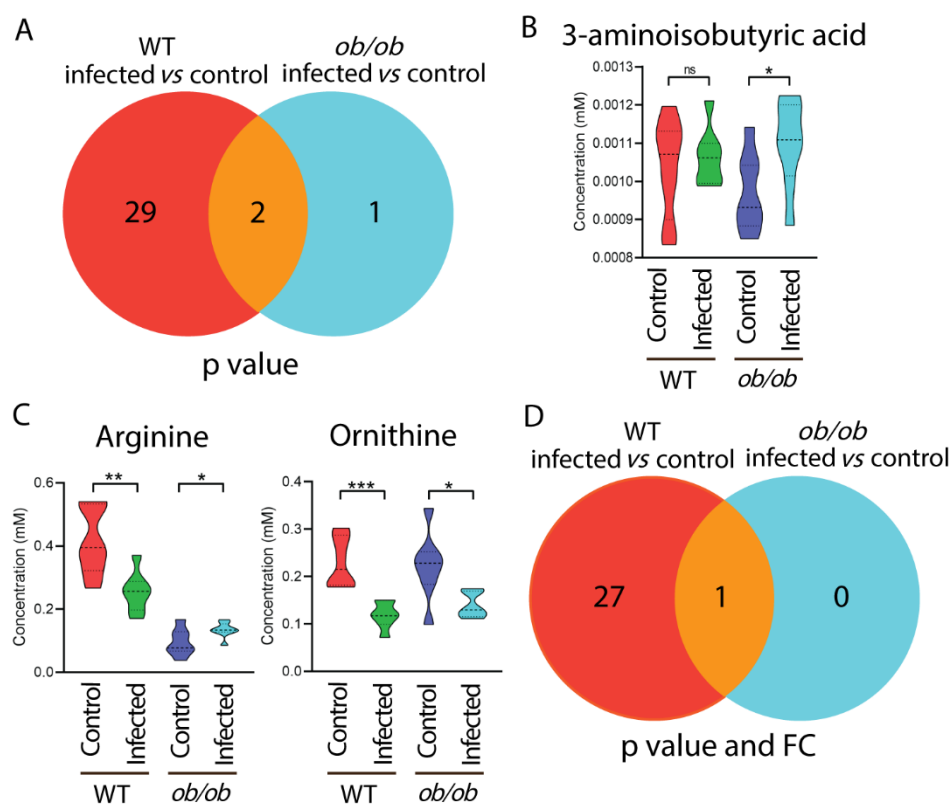 A
WT
infected vs control
ob/ob
infected vs control
29
2
1
p value
B
3-aminoisobutyric acid
Concentration (mM)
0.0013
0.0012
0.0011
0.0010
0.0009
0.0008
ns
*
Control
Infected
Control
Infected
WT
ob/ob
C
Arginine
Concentration (mM)
0.6
0.4
0.2
0.0
**
*
Control
Infected
Control
Infected
WT
ob/ob
Ornithine
Concentration (mM)
0.4
0.3
0.2
0.1
0.0
***
*
Control
Infected
Control
Infected
WT
ob/ob
D
WT
infected vs control
ob/ob
infected vs control
27
1
0
p value and FC